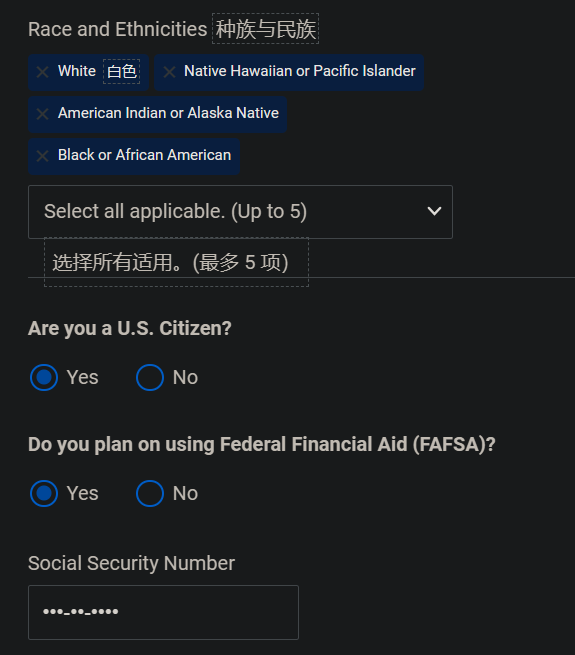 Race and Ethnicities 种族与民族
× White 白色 × Native Hawaiian or Pacific Islander
× American Indian or Alaska Native
× Black or African American
Select all applicable. (Up to 5)
选择所有适用。(最多 5 项)
Are you a U.S. Citizen?
Yes No
Do you plan on using Federal Financial Aid (FAFSA)?
Yes No
Social Security Number
•••-••-••••